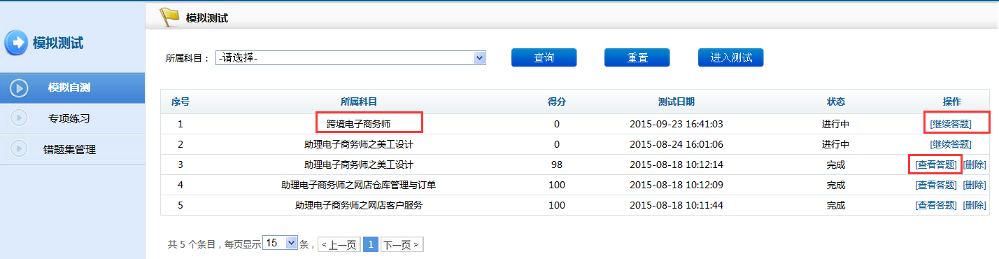 模拟测试
模拟测试
模拟自测
专项练习
错题集管理
所属科目： -请选择- 查询 重置 进入测试
序号 所属科目 得分 测试日期 状态 操作
1 跨境电子商务师 0 2015-09-23 16:41:03 进行中 [继续答题]
2 助理电子商务师之美工设计 0 2015-08-24 16:01:06 进行中 [继续答题]
3 助理电子商务师之美工设计 98 2015-08-18 10:12:14 完成 [查看答题] [删除]
4 助理电子商务师之网店仓库管理与订单 100 2015-08-18 10:12:09 完成 [查看答题] [删除]
5 助理电子商务师之网店客户服务 100 2015-08-18 10:11:44 完成 [查看答题] [删除]
共 5 个条目，每页显示 15 条， <上一页 1 下一页 >